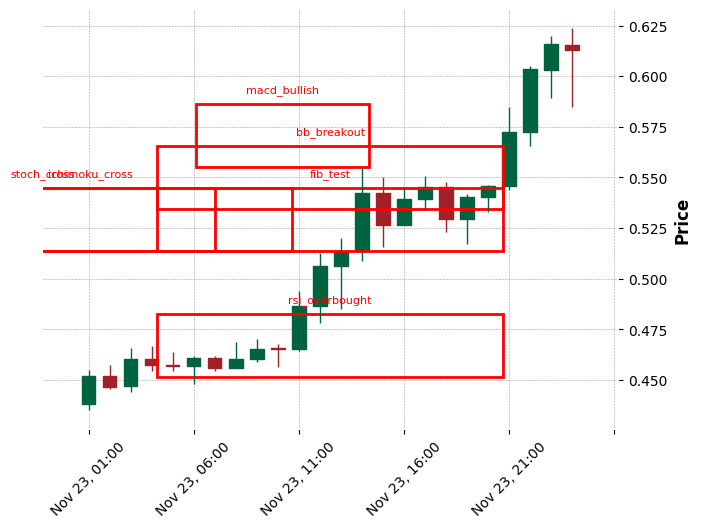 0.625
0.600
macd_bullish
0.575
bb_breakout
stoch_cross
ichimoku_cross
fib_test
0.550
0.525
Price
0.500
rsi_overbought
0.475
0.450
Nov 23, 01:00
Nov 23, 06:00
Nov 23, 11:00
Nov 23, 16:00
Nov 23, 21:00